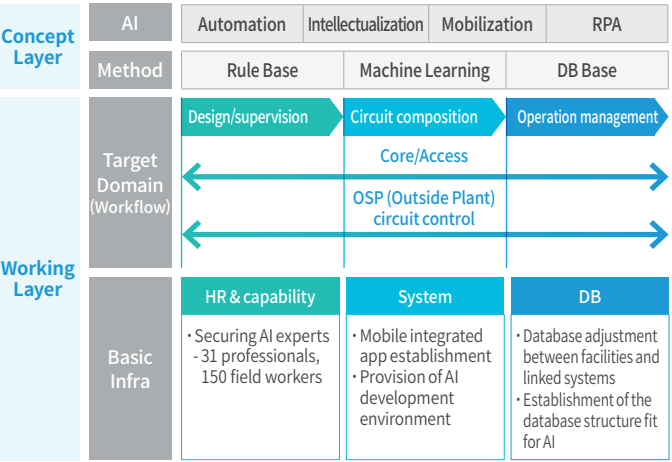 Concept
Layer
AI
Automation
Intellectualization
Mobilization
RPA
Method
Rule Base
Machine Learning
DB Base
Working
Layer
Target
Domain
(Workflow)
Design/supervision
Circuit composition
Operation management
Core/Access
OSP (Outside Plant)
circuit control
Basic
Infra
HR & capability
· Securing AI experts
- 31 professionals,
150 field workers
System
· Mobile integrated
app establishment
· Provision of AI
development
environment
DB
· Database adjustment
between facilities and
linked systems
· Establishment of the
database structure fit
for AI